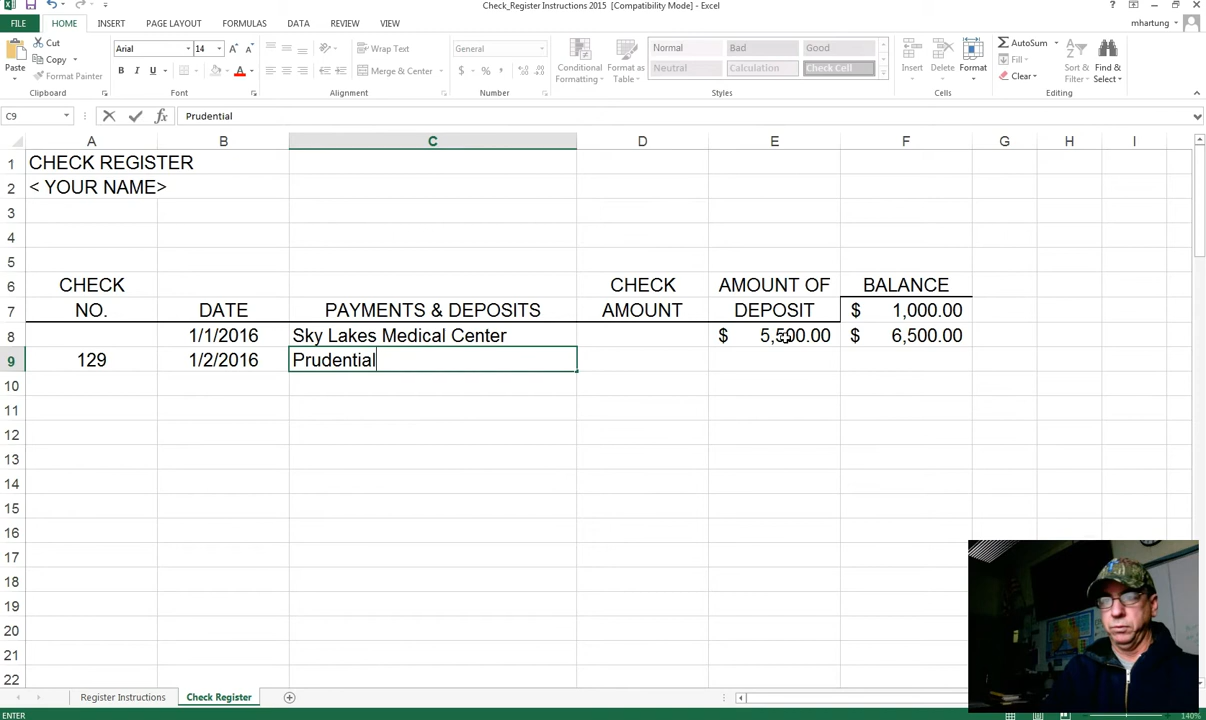 Check_Register Instructions 2015 [Compatibility Mode] - Excel
FILE HOME INSERT PAGE LAYOUT FORMULAS DATA REVIEW VIEW mhartung
Paste Cut Copy Format Painter Clipboard
Arial 14 A A B I U A Font
Wrap Text Merge & Center Alignment
General $ % , Number
Conditional Formatting Format as Table Normal Bad Good Neutral Calculation Check Cell Styles
Insert Delete Format Cells
AutoSum Fill Clear Sort & Filter Find & Select Editing
C9 fx Prudential
A B C D E F G H I
1 CHECK REGISTER
2 < YOUR NAME>
3
4
5
6 CHECK CHECK AMOUNT OF BALANCE
7 NO. DATE PAYMENTS & DEPOSITS AMOUNT DEPOSIT $ 1,000.00
8 1/1/2016 Sky Lakes Medical Center $ 5,500.00 $ 6,500.00
9 129 1/2/2016 Prudential
10
11
12
13
14
15
16
17
18
19
20
21
22
Register Instructions Check Register
ENTER 140%